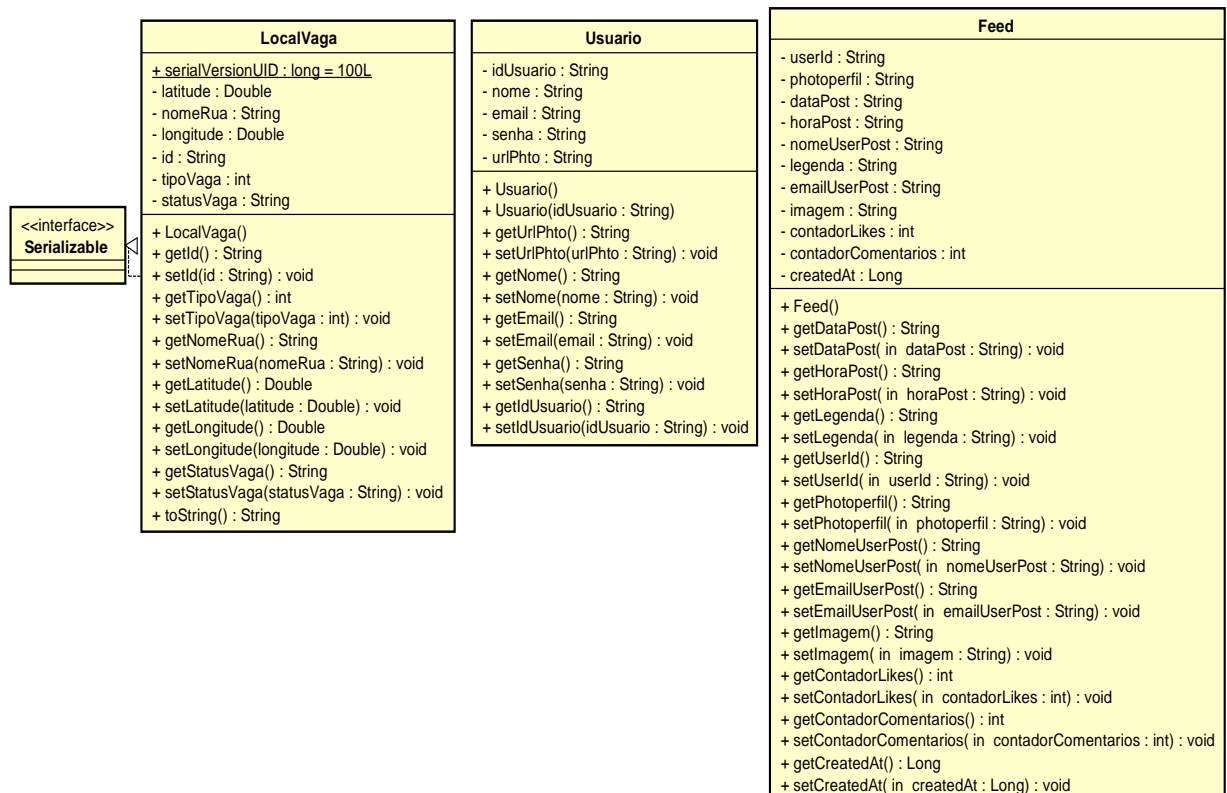 <<interface>>
Serializable
LocalVaga
+ serialVersionUID : long = 100L
- latitude : Double
- nomeRua : String
- longitude : Double
- id : String
- tipoVaga : int
- statusVaga : String
+ LocalVaga()
+ getId() : String
+ setId(id : String) : void
+ getTipoVaga() : int
+ setTipoVaga(tipoVaga : int) : void
+ getNomeRua() : String
+ setNomeRua(nomeRua : String) : void
+ getLatitude() : Double
+ setLatitude(latitude : Double) : void
+ getLongitude() : Double
+ setLongitude(longitude : Double) : void
+ getStatusVaga() : String
+ setStatusVaga(statusVaga : String) : void
+ toString() : String
Usuario
- idUsuario : String
- nome : String
- email : String
- senha : String
- urlPhto : String
+ Usuario()
+ Usuario(idUsuario : String)
+ getUrlPhto() : String
+ setUrlPhto(urlPhto : String) : void
+ getNome() : String
+ setNome(nome : String) : void
+ getEmail() : String
+ setEmail(email : String) : void
+ getSenha() : String
+ setSenha(senha : String) : void
+ getIdUsuario() : String
+ setIdUsuario(idUsuario : String) : void
Feed
- userId : String
- photoperfil : String
- dataPost : String
- horaPost : String
- nomeUserPost : String
- legenda : String
- emailUserPost : String
- imagem : String
- contadorLikes : int
- contadorComentarios : int
- createdAt : Long
+ Feed()
+ getDataPost() : String
+ setDataPost( in dataPost : String) : void
+ getHoraPost() : String
+ setHoraPost( in horaPost : String) : void
+ getLegenda() : String
+ setLegenda( in legenda : String) : void
+ getUserId() : String
+ setUserId( in userId : String) : void
+ getPhotoperfil() : String
+ setPhotoperfil( in photoperfil : String) : void
+ getNomeUserPost() : String
+ setNomeUserPost( in nomeUserPost : String) : void
+ getEmailUserPost() : String
+ setEmailUserPost( in emailUserPost : String) : void
+ getImagem() : String
+ setImagem( in imagem : String) : void
+ getContadorLikes() : int
+ setContadorLikes( in contadorLikes : int) : void
+ getContadorComentarios() : int
+ setContadorComentarios( in contadorComentarios : int) : void
+ getCreatedAt() : Long
+ setCreatedAt( in createdAt : Long) : void